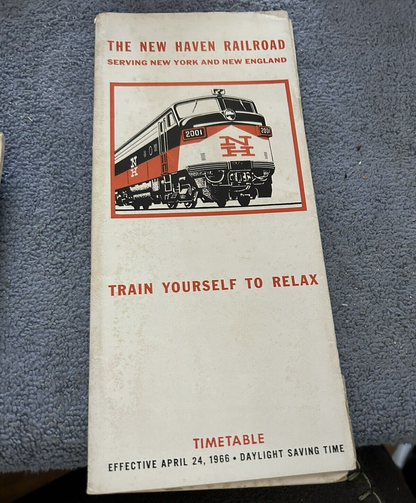 THE NEW HAVEN RAILROAD
SERVING NEW YORK AND NEW ENGLAND
2001 2001
N
H
N
H
TRAIN YOURSELF TO RELAX
TIMETABLE
EFFECTIVE APRIL 24, 1966 • DAYLIGHT SAVING TIME